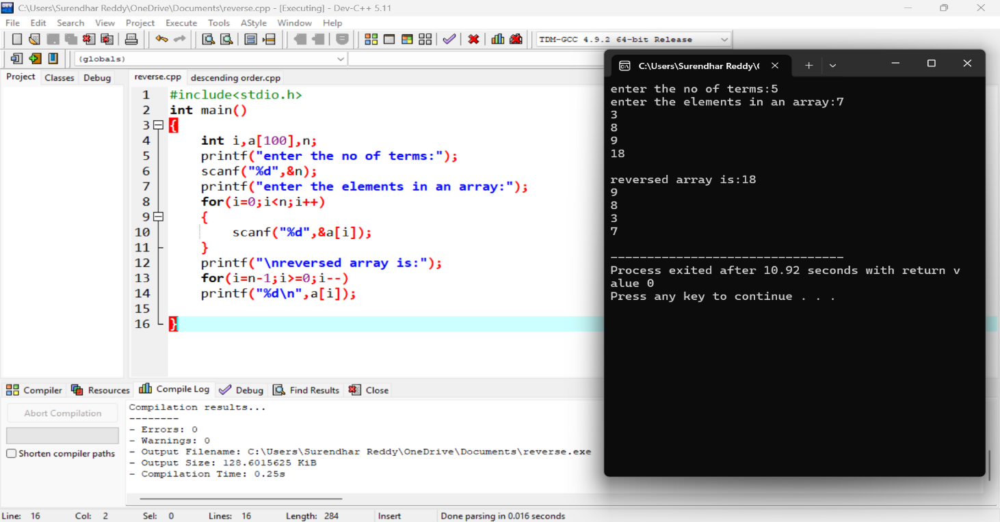 C:\Users\Surendhar Reddy\OneDrive\Documents\reverse.cpp - [Executing] - Dev-C++ 5.11
File Edit Search View Project Execute Tools AStyle Window Help
TDM-GCC 4.9.2 64-bit Release
(globals)
Project Classes Debug
reverse.cpp descending order.cpp
1 #include<stdio.h>
2 int main()
3 {
4 int i,a[100],n;
5 printf("enter the no of terms:");
6 scanf("%d",&n);
7 printf("enter the elements in an array:");
8 for(i=0;i<n;i++)
9 {
10 scanf("%d",&a[i]);
11 }
12 printf("\nreversed array is:");
13 for(i=n-1;i>=0;i--)
14 printf("%d\n",a[i]);
15
16 }
C:\Users\Surendhar Reddy\
enter the no of terms:5
enter the elements in an array:7
3
8
9
18
reversed array is:18
9
8
3
7
--------------------------------
Process exited after 10.92 seconds with return v
alue 0
Press any key to continue . . .
Compiler Resources Compile Log Debug Find Results Close
Abort Compilation
Shorten compiler paths
Compilation results...
--------
- Errors: 0
- Warnings: 0
- Output Filename: C:\Users\Surendhar Reddy\OneDrive\Documents\reverse.exe
- Output Size: 128.6015625 KiB
- Compilation Time: 0.25s
Line: 16 Col: 2 Sel: 0 Lines: 16 Length: 284 Insert Done parsing in 0.016 seconds